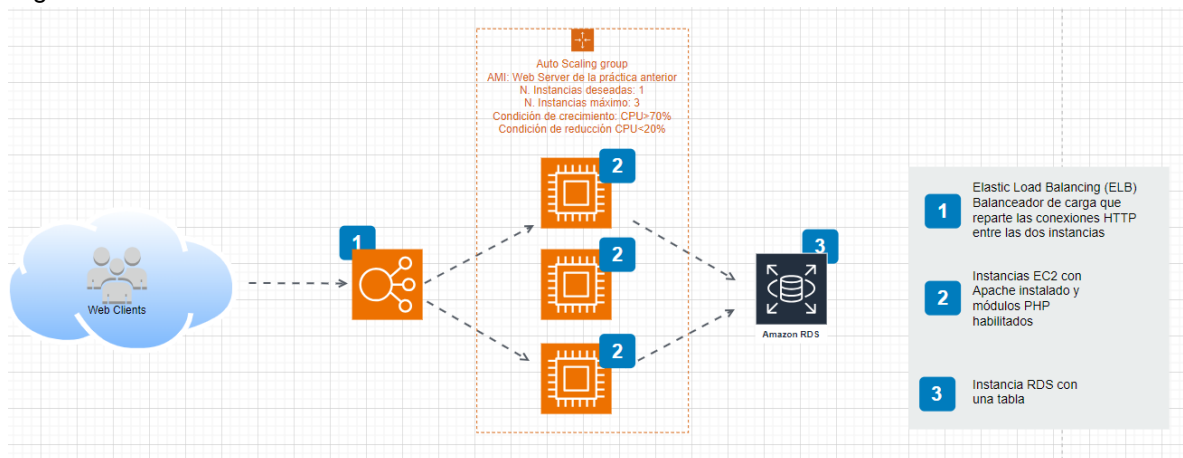 Auto Scaling group
AMI: Web Server de la práctica anterior
N. Instancias deseadas: 1
N. Instancias máximo: 3
Condición de crecimiento: CPU>70%
Condición de reducción CPU<20%
2
1
Web Clients
2
2
3
Amazon RDS
1
Elastic Load Balancing (ELB)
Balanceador de carga que
reparte las conexiones HTTP
entre las dos instancias
2
Instancias EC2 con
Apache instalado y
módulos PHP
habilitados
3
Instancia RDS con
una tabla